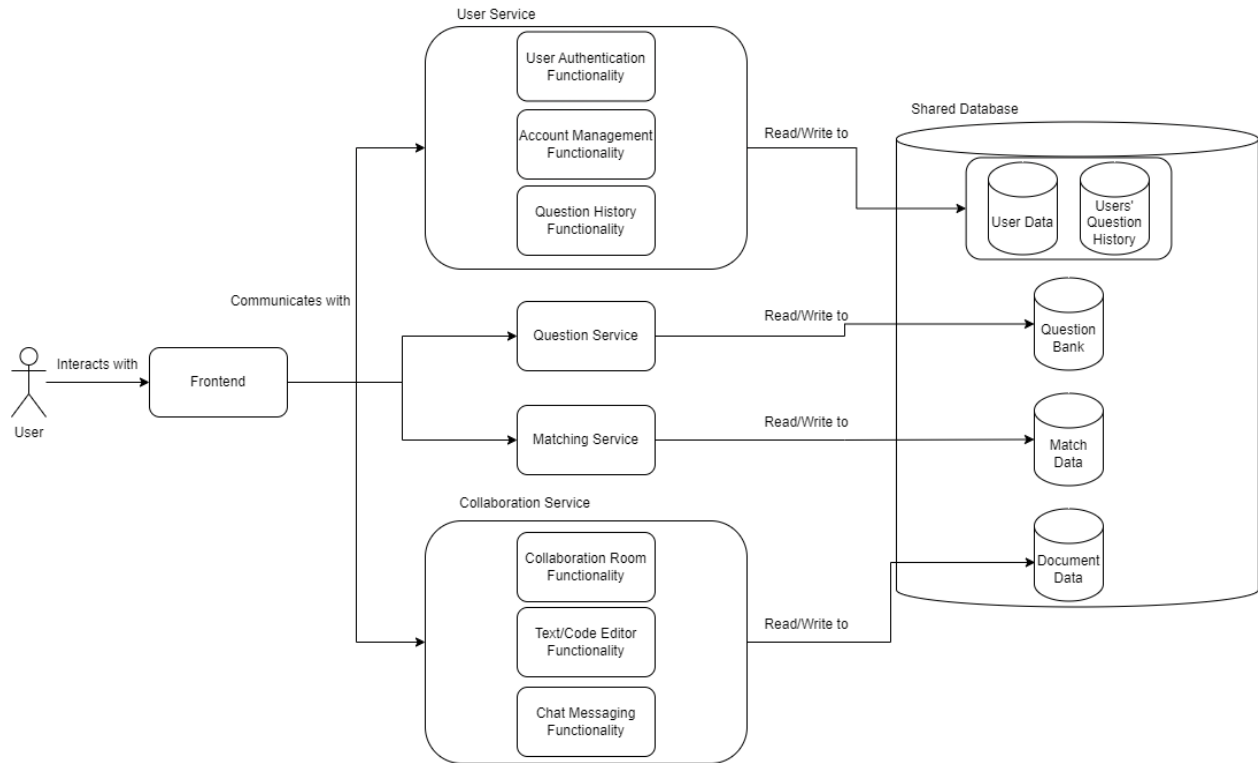 User Service
User Authentication
Functionality
Account Management
Functionality
Question History
Functionality
Read/Write to
Shared Database
User Data
Users'
Question
History
Communicates with
Question Service
Read/Write to
Question
Bank
Interacts with
Frontend
User
Matching Service
Read/Write to
Match
Data
Collaboration Service
Collaboration Room
Functionality
Text/Code Editor
Functionality
Chat Messaging
Functionality
Read/Write to
Document
Data